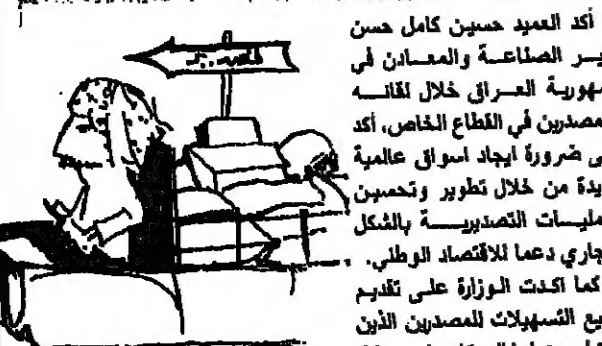 أكد العميد حسين كامل حسن
ير الصناعة والمعادن في
مهورية العراق خلال لقائه
مصدرين في القطاع الخاص، أكد
ى ضرورة ايجاد اسواق عالمية
يدة من خلال تطوير وتحسين
مليات التصديرية بالشكل
جاري دعما للاقتصاد الوطني.
كما اكدت الوزارة على تقديم
يع التسهيلات للمصدرين الذين